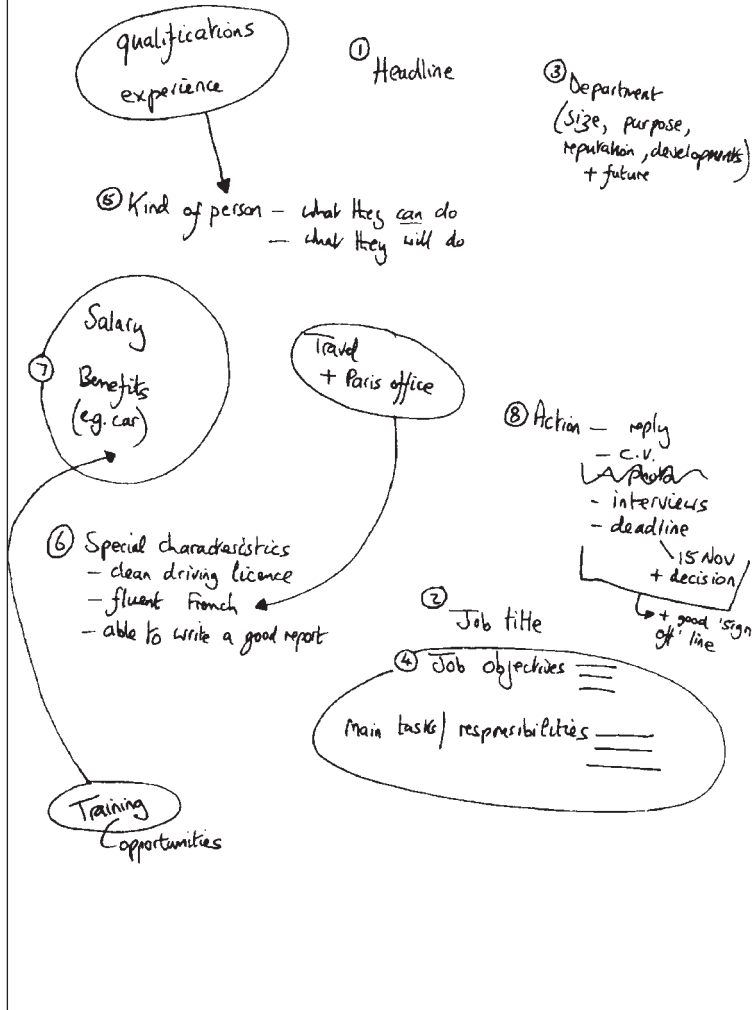 qualifications
experience
① Headline
③ Department
(size, purpose,
reputation, developments)
+ future
⑤ Kind of person – what they can do
– what they will do
Salary
⑦
Benefits
(e.g. car)
Travel
+ Paris office
⑧ Action – reply
– C.V.
- interviews
- deadline
15 Nov
+ decision
+ good 'sign
off' line
⑥ Special characteristics
– clean driving licence
– fluent French
– able to write a good report
②
Job title
④ Job objectives
Main tasks/responsibilities
Training
opportunities